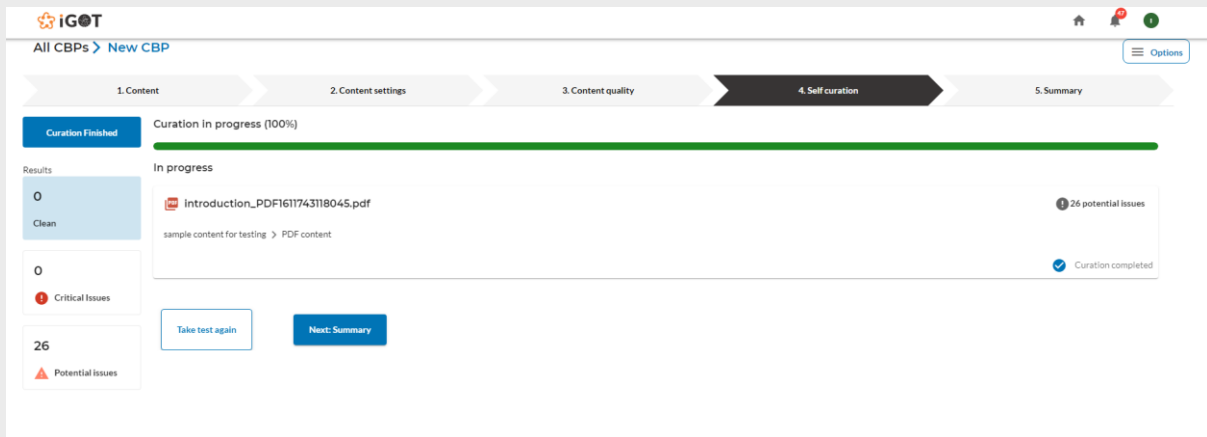 iGOT
47
I
All CBPs > New CBP
Options
1. Content
2. Content settings
3. Content quality
4. Self curation
5. Summary
Curation Finished
Curation in progress (100%)
Results
In progress
0
Clean
PDF
introduction_PDF1611743118045.pdf
26 potential issues
sample content for testing > PDF content
Curation completed
0
Critical Issues
Take test again
Next: Summary
26
Potential issues